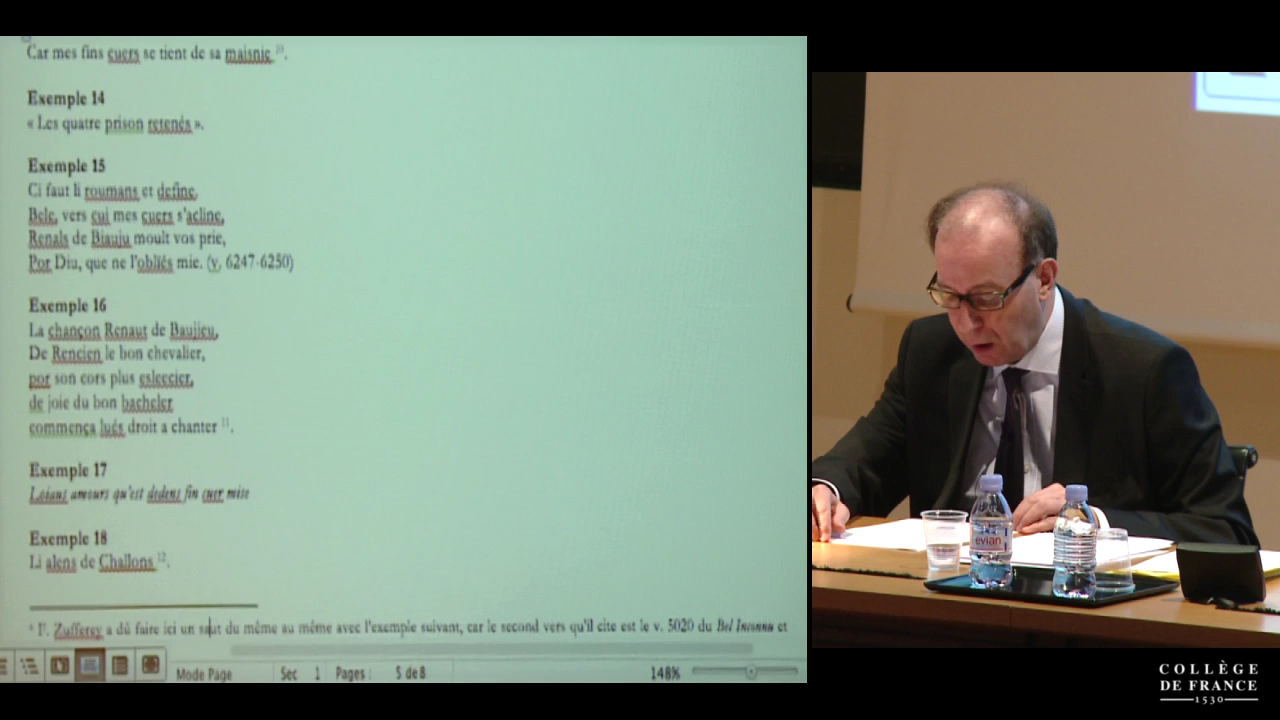 Car mes fins cuers se tient de sa maisnie 10.
Exemple 14
« Les quatre prison retenés ».
Exemple 15
Ci faut li roumans et define.
Bele, vers cui mes cuers s'acline,
Renals de Biauju moult vos prie,
Por Diu, que ne l'obliés mie. (v. 6247-6250)
Exemple 16
La chançon Renaut de Baujieu,
De Rencien le bon chevalier,
por son cors plus esleecier,
de joie du bon bacheler
commença lués droit a chanter 11.
Exemple 17
Loiaus amours qu'est dedens fin cuer mise
Exemple 18
Li alens de Challons 12.
F. Zufferey a dû faire ici un saut du même au même avec l'exemple suivant, car le second vers qu'il cite est le v. 5020 du Bel Inconnu et
Mode Page Sec 1 Pages : 5 de 8 148%
evian
COLLÈGE
DE FRANCE
1530